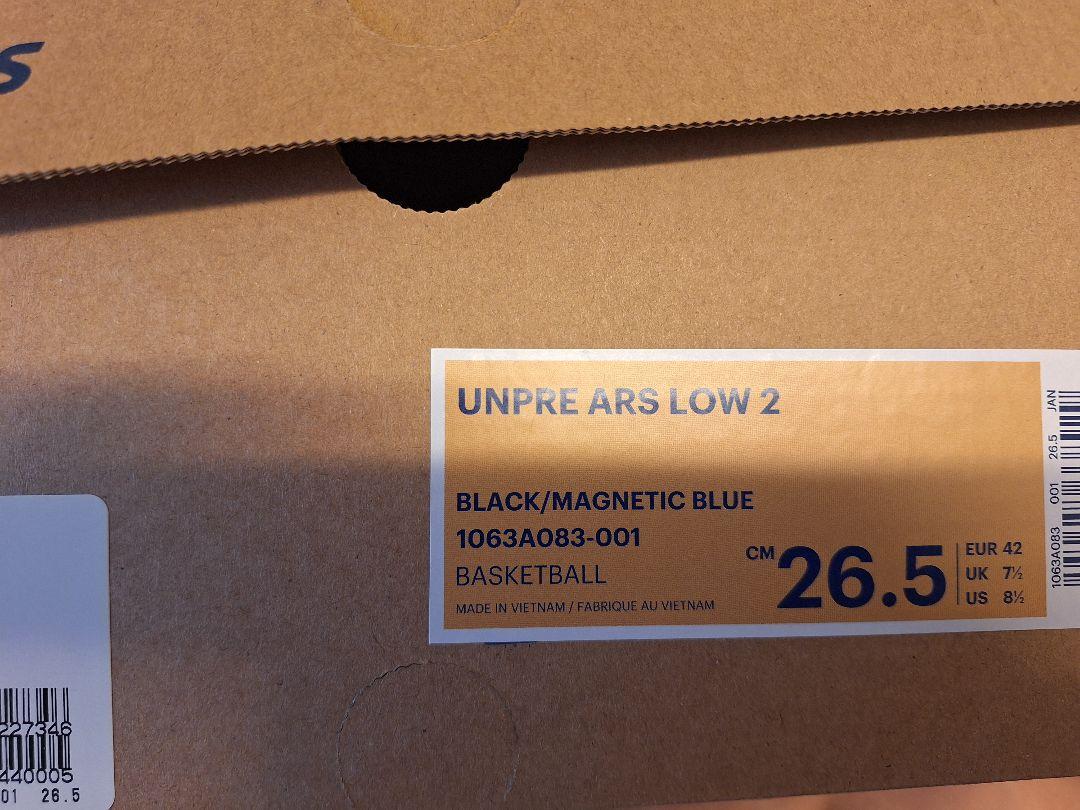 s
UNPRE ARS LOW 2
BLACK/MAGNETIC BLUE
1063A083-001
BASKETBALL
MADE IN VIETNAM / FABRIQUE AU VIETNAM
CM 26.5
EUR 42
UK 7½
US 8½
1063A083 001 26.5 JAN
227346
440005
01 26.5